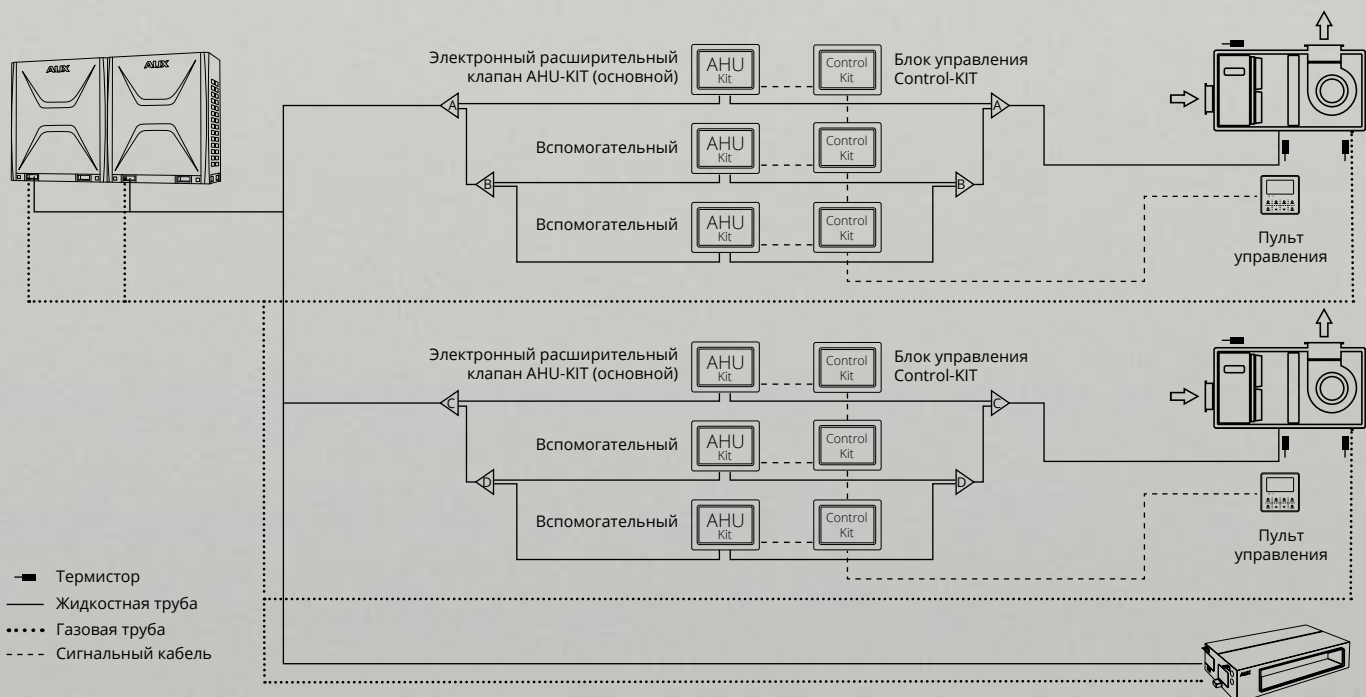 AUX
AUX
Электронный расширительный
клапан AHU-KIT (основной)
AHU
Kit
Control
Kit
Блок управления
Control-KIT
A
A
Вспомогательный
AHU
Kit
Control
Kit
B
B
Вспомогательный
AHU
Kit
Control
Kit
Пульт
управления
Электронный расширительный
клапан AHU-KIT (основной)
AHU
Kit
Control
Kit
Блок управления
Control-KIT
C
C
Вспомогательный
AHU
Kit
Control
Kit
D
D
Вспомогательный
AHU
Kit
Control
Kit
Пульт
управления
Термистор
Жидкостная труба
Газовая труба
Сигнальный кабель
AUX